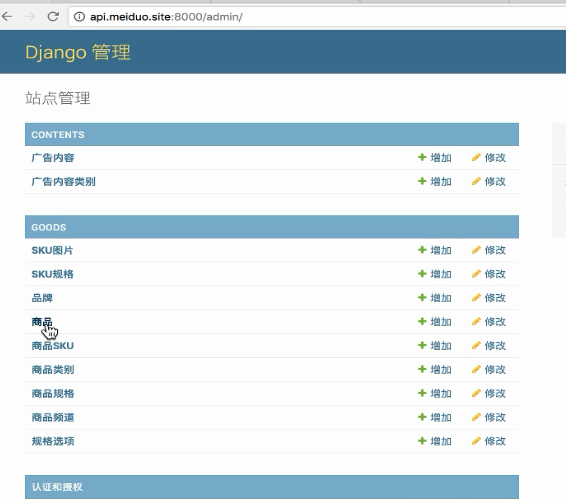 api.meiduo.site:8000/admin/
Django 管理
站点管理
CONTENTS
广告内容 增加 修改
广告内容类别 增加 修改
GOODS
SKU图片 增加 修改
SKU规格 增加 修改
品牌 增加 修改
商品 增加 修改
商品SKU 增加 修改
商品类别 增加 修改
商品规格 增加 修改
商品频道 增加 修改
规格选项 增加 修改
认证和授权